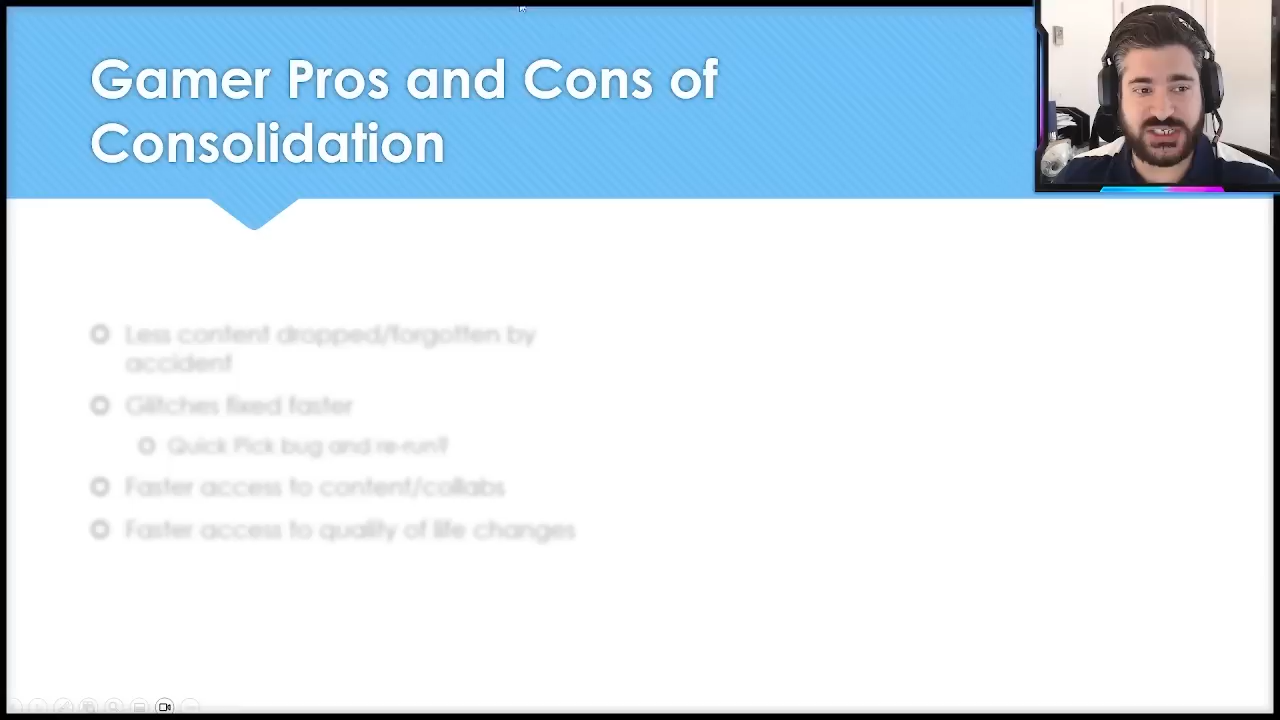 Gamer Pros and Cons of
Consolidation
Less content dropped/forgotten by
accident
Glitches fixed faster
Quick Pick bug and re-run?
Faster access to content/collabs
Faster access to quality of life changes